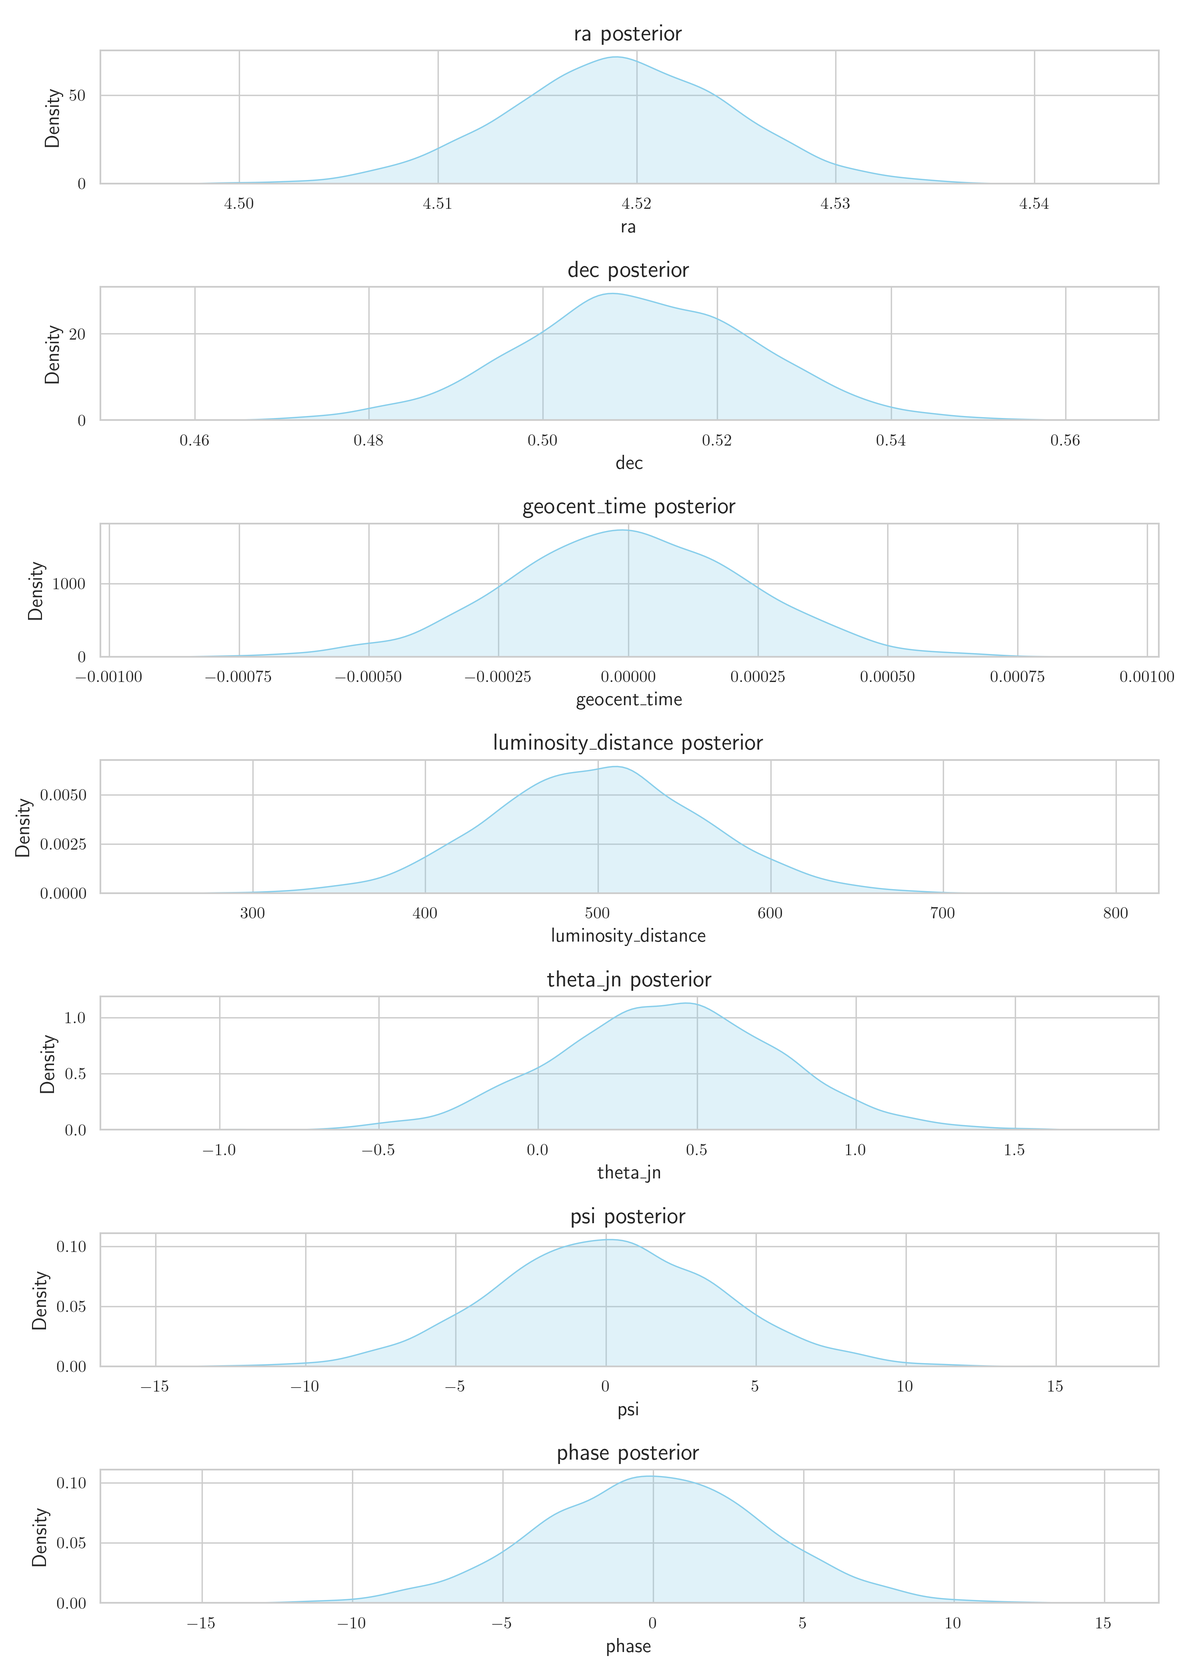 ra posterior
Density
50
0
4.50 4.51 4.52 4.53 4.54
ra
dec posterior
Density
20
0
0.46 0.48 0.50 0.52 0.54 0.56
dec
geocent_time posterior
Density
1000
0
−0.00100 −0.00075 −0.00050 −0.00025 0.00000 0.00025 0.00050 0.00075 0.00100
geocent_time
luminosity_distance posterior
Density
0.0050
0.0025
0.0000
300 400 500 600 700 800
luminosity_distance
theta_jn posterior
Density
1.0
0.5
0.0
−1.0 −0.5 0.0 0.5 1.0 1.5
theta_jn
psi posterior
Density
0.10
0.05
0.00
−15 −10 −5 0 5 10 15
psi
phase posterior
Density
0.10
0.05
0.00
−15 −10 −5 0 5 10 15
phase